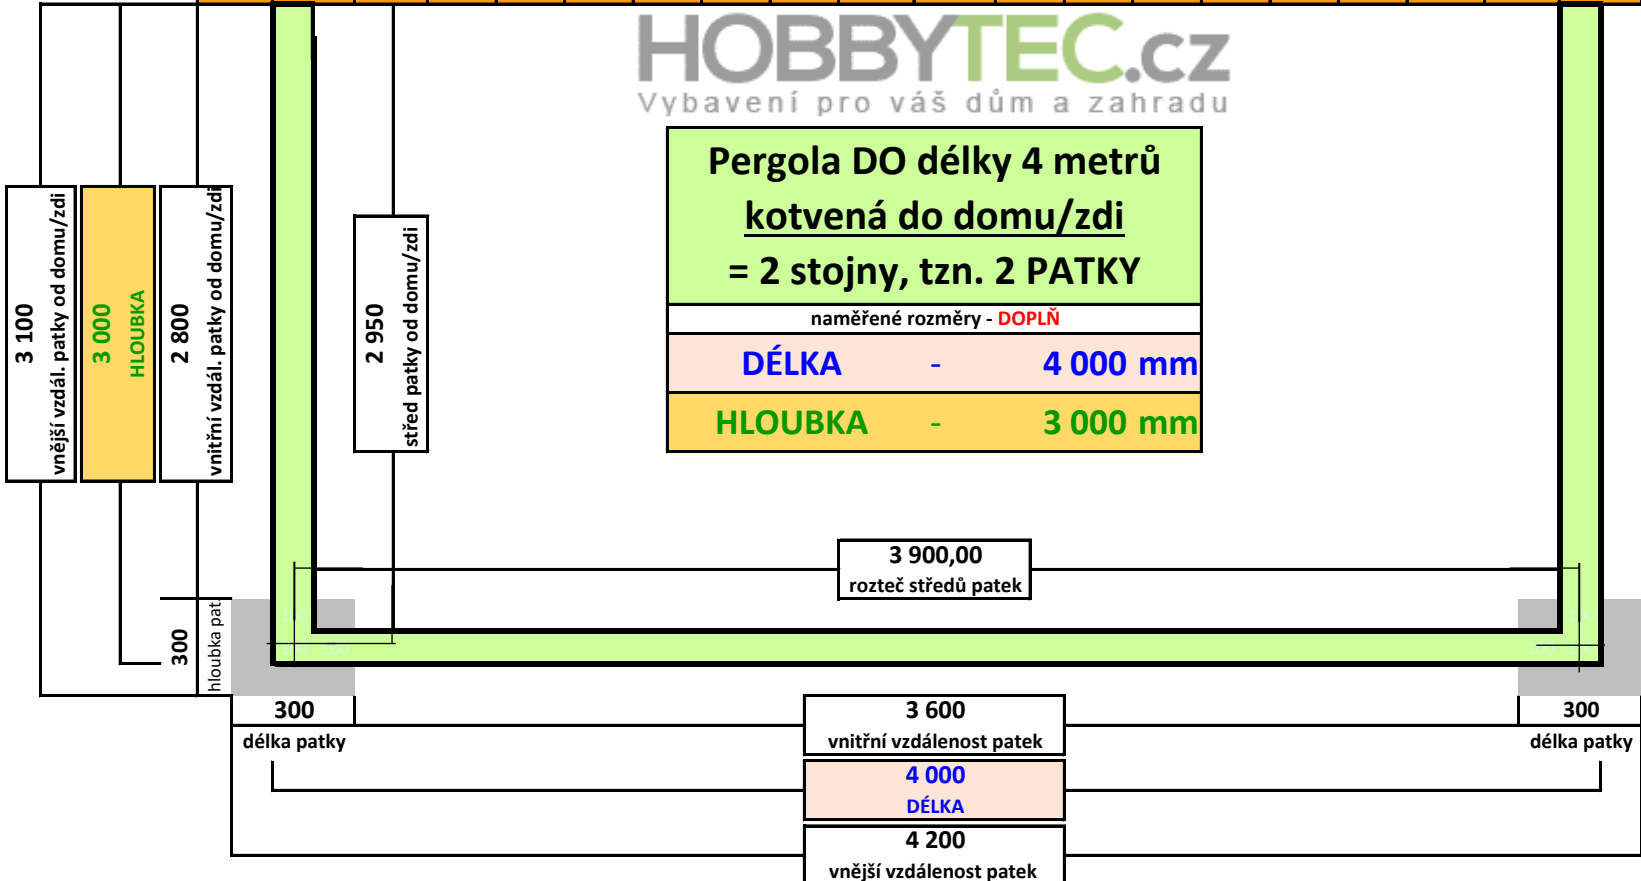 HOBBYTEC.cz
Vybavení pro váš dům a zahradu
Pergola DO délky 4 metrů
kotvená do domu/zdi
= 2 stojny, tzn. 2 PATKY
naměřené rozměry - DOPLŇ
DÉLKA - 4 000 mm
HLOUBKA - 3 000 mm
3 100
vnější vzdál. patky od domu/zdi
3 000
HLOUBKA
2 800
vnitřní vzdál. patky od domu/zdi
2 950
střed patky od domu/zdi
3 900,00
rozteč středů patek
300
hloubka pat.
100
100
100
300
délka patky
3 600
vnitřní vzdálenost patek
300
délka patky
4 000
DÉLKA
4 200
vnější vzdálenost patek